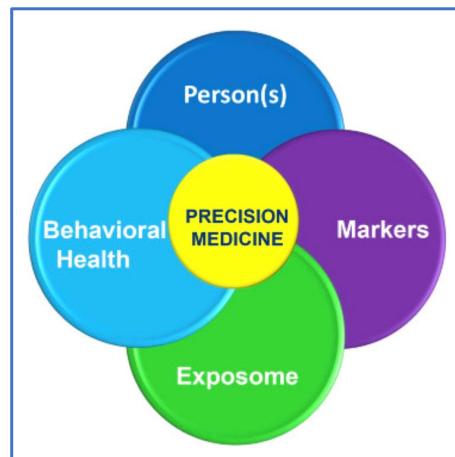 Person(s)
Behavioral
Health
PRECISION
MEDICINE
Markers
Exposome